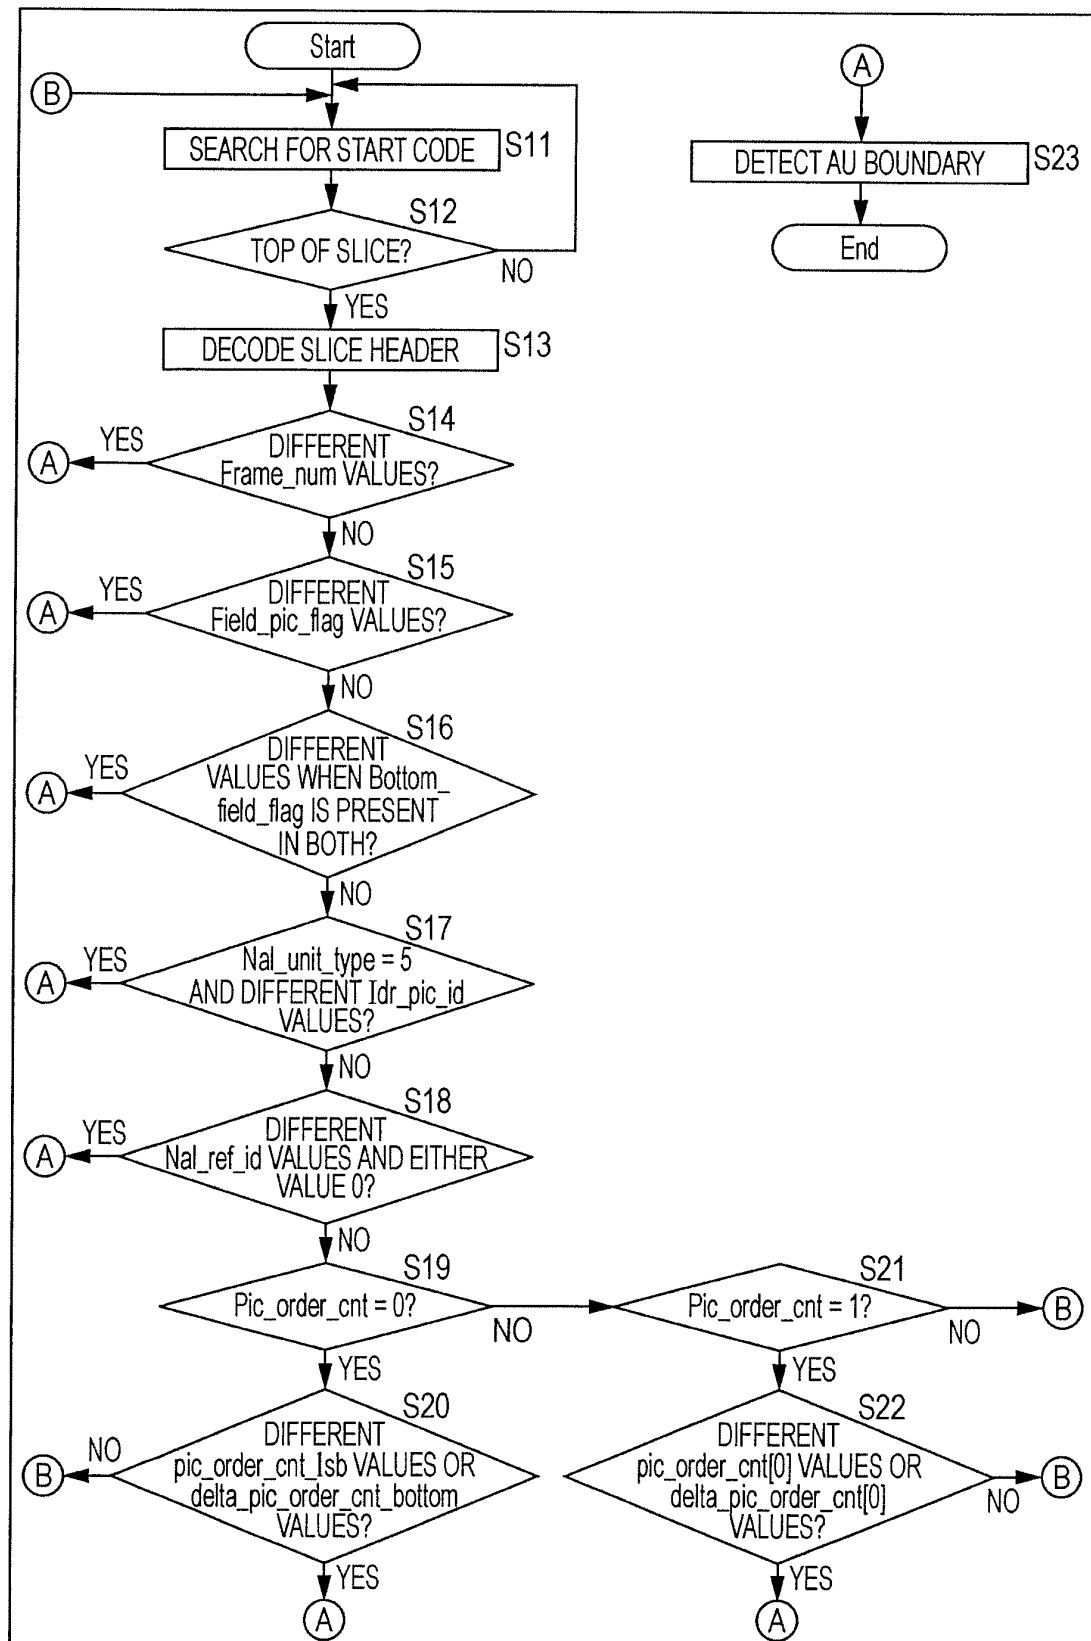 Start
B
SEARCH FOR START CODE
S11
S12
TOP OF SLICE?
NO
YES
DECODE SLICE HEADER
S13
S14
DIFFERENT
Frame_num VALUES?
YES
A
NO
S15
DIFFERENT
Field_pic_flag VALUES?
YES
A
NO
S16
DIFFERENT
VALUES WHEN Bottom_
field_flag IS PRESENT
IN BOTH?
YES
A
NO
S17
Nal_unit_type = 5
AND DIFFERENT Idr_pic_id
VALUES?
YES
A
NO
S18
DIFFERENT
Nal_ref_id VALUES AND EITHER
VALUE 0?
YES
A
NO
S19
Pic_order_cnt = 0?
NO
YES
S20
DIFFERENT
pic_order_cnt_lsb VALUES OR
delta_pic_order_cnt_bottom
VALUES?
NO
B
YES
A
S21
Pic_order_cnt = 1?
NO
B
YES
S22
DIFFERENT
pic_order_cnt[0] VALUES OR
delta_pic_order_cnt[0]
VALUES?
NO
B
YES
A
A
DETECT AU BOUNDARY
S23
End